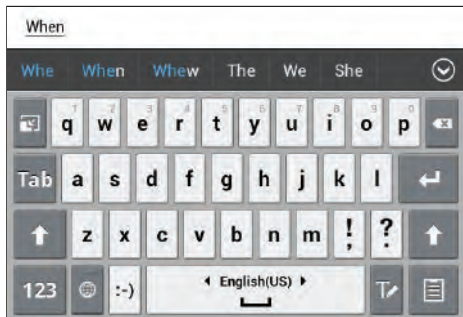 When
Whe When Whew The We She
1 2 3 4 5 6 7 8 9 0
q w e r t y u i o p
Tab a s d f g h j k l
z x c v b n m ! ; ?
123 :-) English(US) T